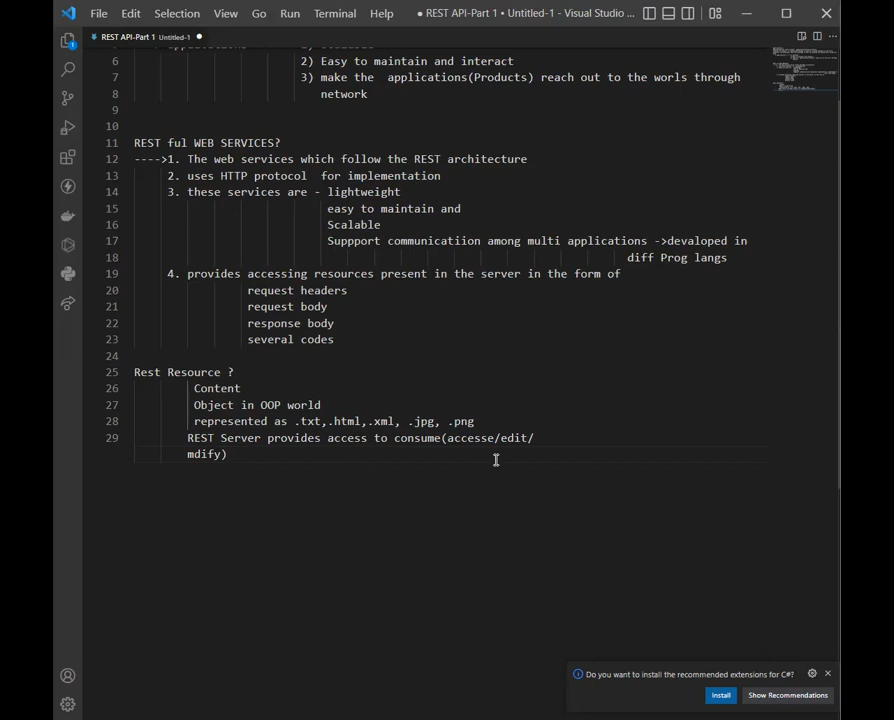 File Edit Selection View Go Run Terminal Help ● REST API-Part 1 • Untitled-1 - Visual Studio ...
REST API-Part 1 Untitled-1 ●
6 2) Easy to maintain and interact
7 3) make the applications(Products) reach out to the worls through
8 network
9
10
11 REST ful WEB SERVICES?
12 ---->1. The web services which follow the REST architecture
13 2. uses HTTP protocol for implementation
14 3. these services are - lightweight
15 easy to maintain and
16 Scalable
17 Suppport communicatiion among multi applications ->devaloped in
18 diff Prog langs
19 4. provides accessing resources present in the server in the form of
20 request headers
21 request body
22 response body
23 several codes
24
25 Rest Resource ?
26 Content
27 Object in OOP world
28 represented as .txt,.html,.xml, .jpg, .png
29 REST Server provides access to consume(accesse/edit/
mdify)
Do you want to install the recommended extensions for C#?
Install Show Recommendations